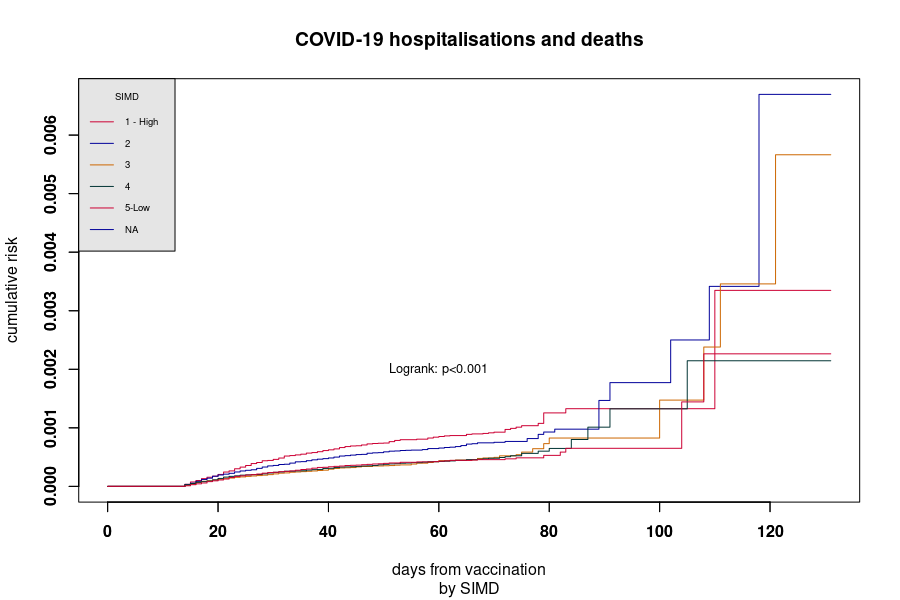 COVID-19 hospitalisations and deaths
SIMD
1 - High
2
3
4
5-Low
NA
Logrank: p<0.001
cumulative risk
0.006
0.005
0.004
0.003
0.002
0.001
0.000
0 20 40 60 80 100 120
days from vaccination
by SIMD